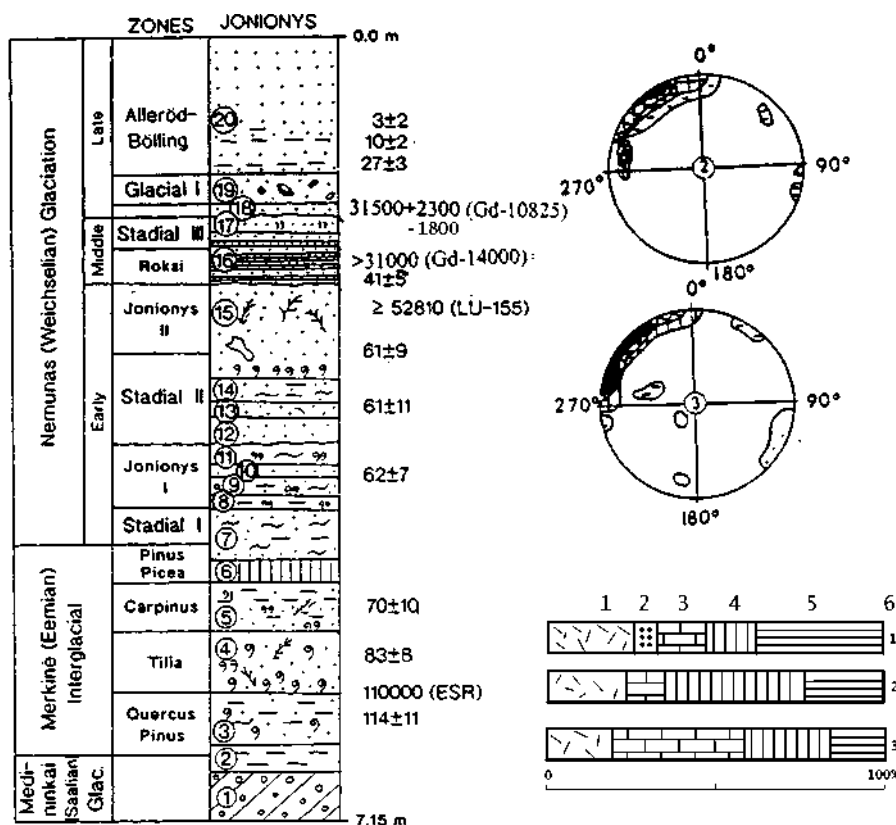 ZONES JONIONYS
0.0 m
Nemunas (Weichselian) Glaciation
Late
Alleröd-
Bölling
20
3±2
10±2
27±3
Glacial I
19
18
31500+2300 (Gd-10825)
-1800
Middle
Stadial III
17
Rokai
16
>31000 (Gd-14000)
41±5
Early
Jonionys
II
15
≥ 52810 (LU-155)
61±9
Stadial II
14
13
12
61±11
Jonionys
I
11
10
9
8
62±7
Stadial I
7
Merkinė (Eemian)
Interglacial
Pinus
Picea
6
Carpinus
5
70±10
Tilia
4
83±8
110000 (ESR)
Quercus
Pinus
3
114±11
Medi-
ninkai
(Saalian)
Glac.
2
1
7.15 m
0°
270°
2
90°
180°
0°
270°
3
90°
180°
1 2 3 4 5 6
1
2
3
0
100%